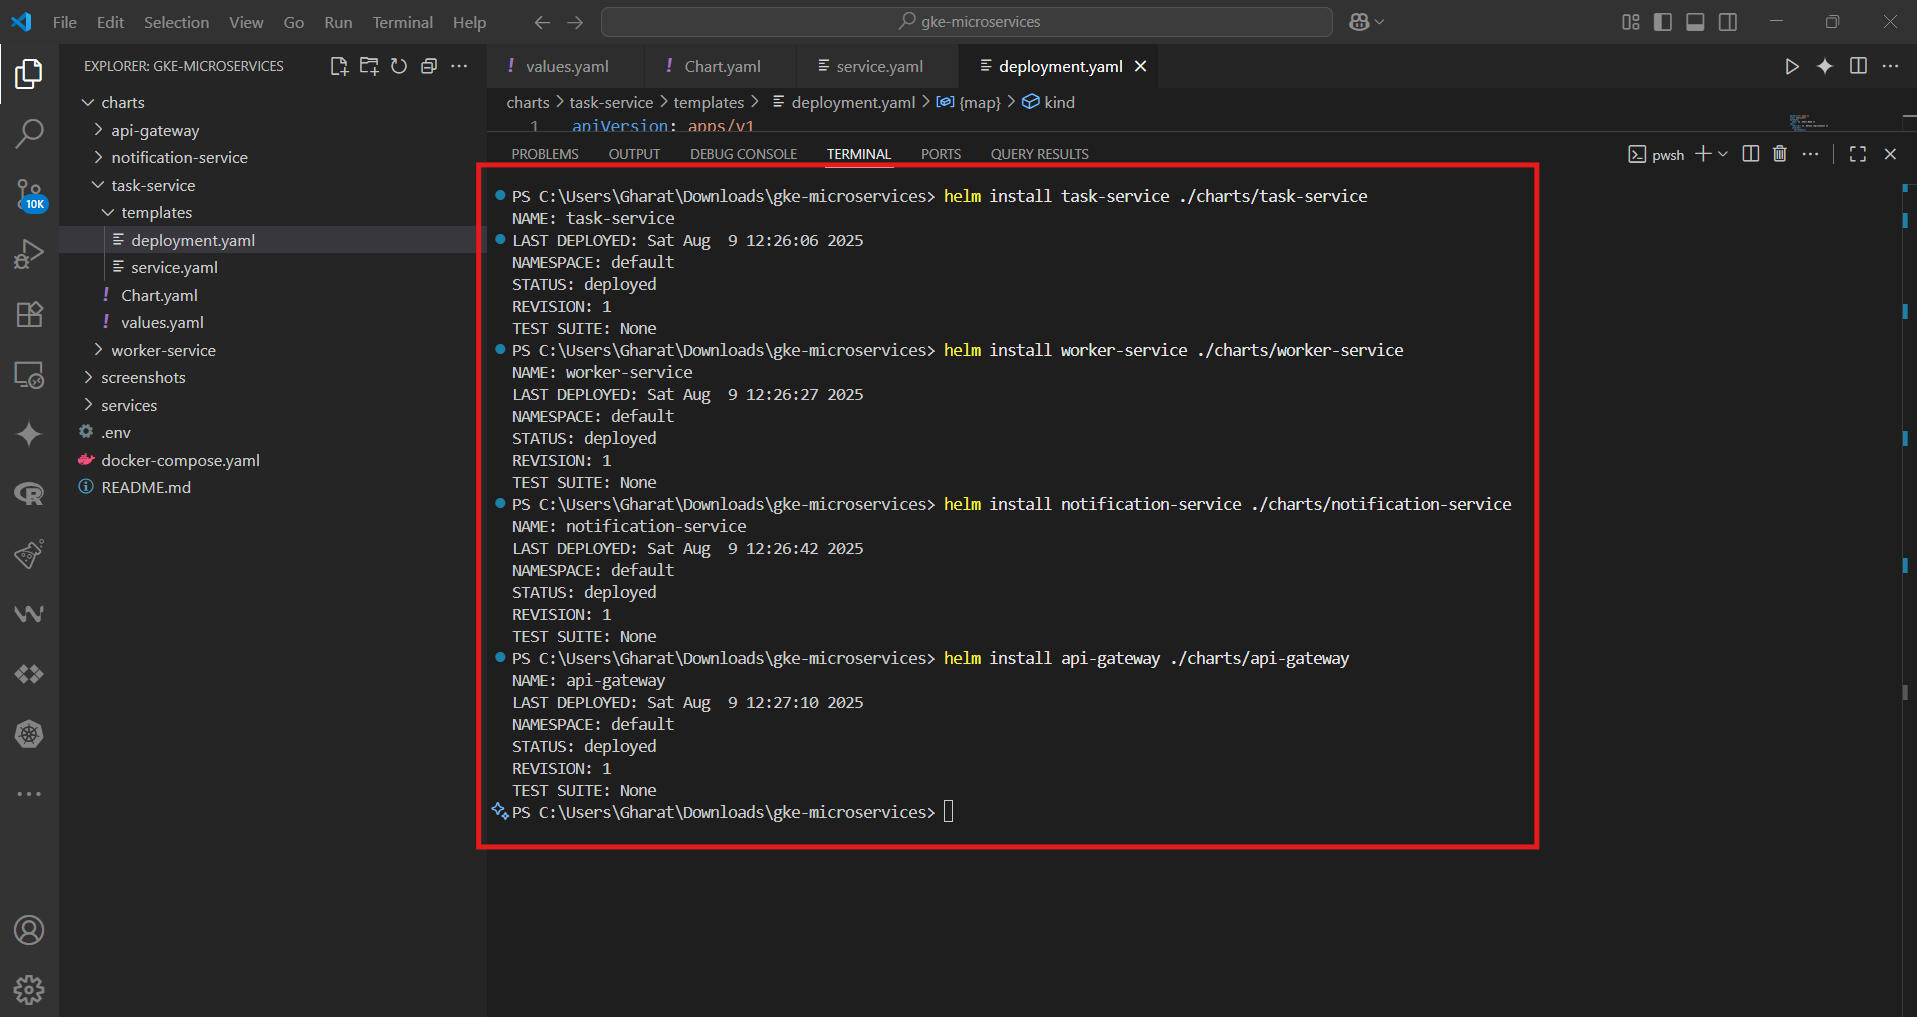 File Edit Selection View Go Run Terminal Help
gke-microservices
EXPLORER: GKE-MICROSERVICES
charts
api-gateway
notification-service
task-service
templates
deployment.yaml
service.yaml
Chart.yaml
values.yaml
worker-service
screenshots
services
.env
docker-compose.yaml
README.md
10K
values.yaml Chart.yaml service.yaml deployment.yaml
charts > task-service > templates > deployment.yaml > {map} > kind
1 apiVersion: apps/v1
PROBLEMS OUTPUT DEBUG CONSOLE TERMINAL PORTS QUERY RESULTS
pwsh
PS C:\Users\Gharat\Downloads\gke-microservices> helm install task-service ./charts/task-service
NAME: task-service
LAST DEPLOYED: Sat Aug  9 12:26:06 2025
NAMESPACE: default
STATUS: deployed
REVISION: 1
TEST SUITE: None
PS C:\Users\Gharat\Downloads\gke-microservices> helm install worker-service ./charts/worker-service
NAME: worker-service
LAST DEPLOYED: Sat Aug  9 12:26:27 2025
NAMESPACE: default
STATUS: deployed
REVISION: 1
TEST SUITE: None
PS C:\Users\Gharat\Downloads\gke-microservices> helm install notification-service ./charts/notification-service
NAME: notification-service
LAST DEPLOYED: Sat Aug  9 12:26:42 2025
NAMESPACE: default
STATUS: deployed
REVISION: 1
TEST SUITE: None
PS C:\Users\Gharat\Downloads\gke-microservices> helm install api-gateway ./charts/api-gateway
NAME: api-gateway
LAST DEPLOYED: Sat Aug  9 12:27:10 2025
NAMESPACE: default
STATUS: deployed
REVISION: 1
TEST SUITE: None
PS C:\Users\Gharat\Downloads\gke-microservices>